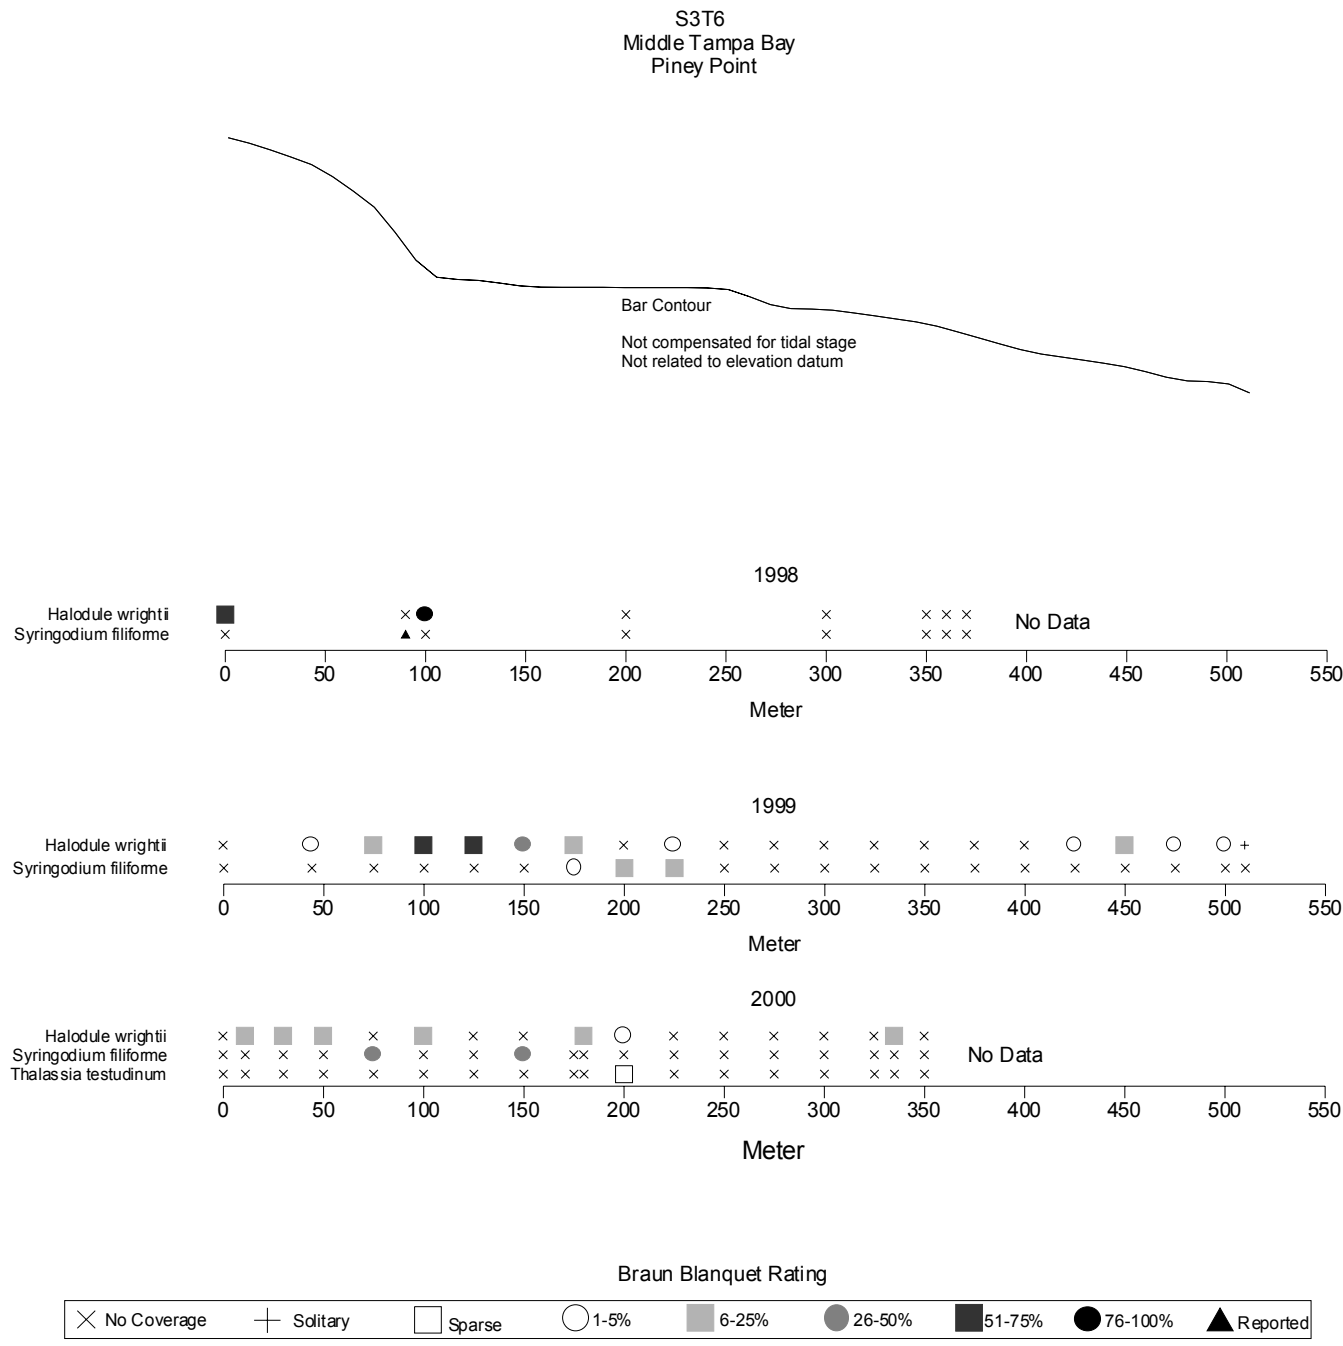 S3T6
Middle Tampa Bay
Piney Point
Bar Contour
Not compensated for tidal stage
Not related to elevation datum
1998
Halodule wrightii
Syringodium filiforme
No Data
0 50 100 150 200 250 300 350 400 450 500 550
Meter
1999
Halodule wrightii
Syringodium filiforme
0 50 100 150 200 250 300 350 400 450 500 550
Meter
2000
Halodule wrightii
Syringodium filiforme
Thalassia testudinum
No Data
0 50 100 150 200 250 300 350 400 450 500 550
Meter
Braun Blanquet Rating
No Coverage Solitary Sparse 1-5% 6-25% 26-50% 51-75% 76-100% Reported